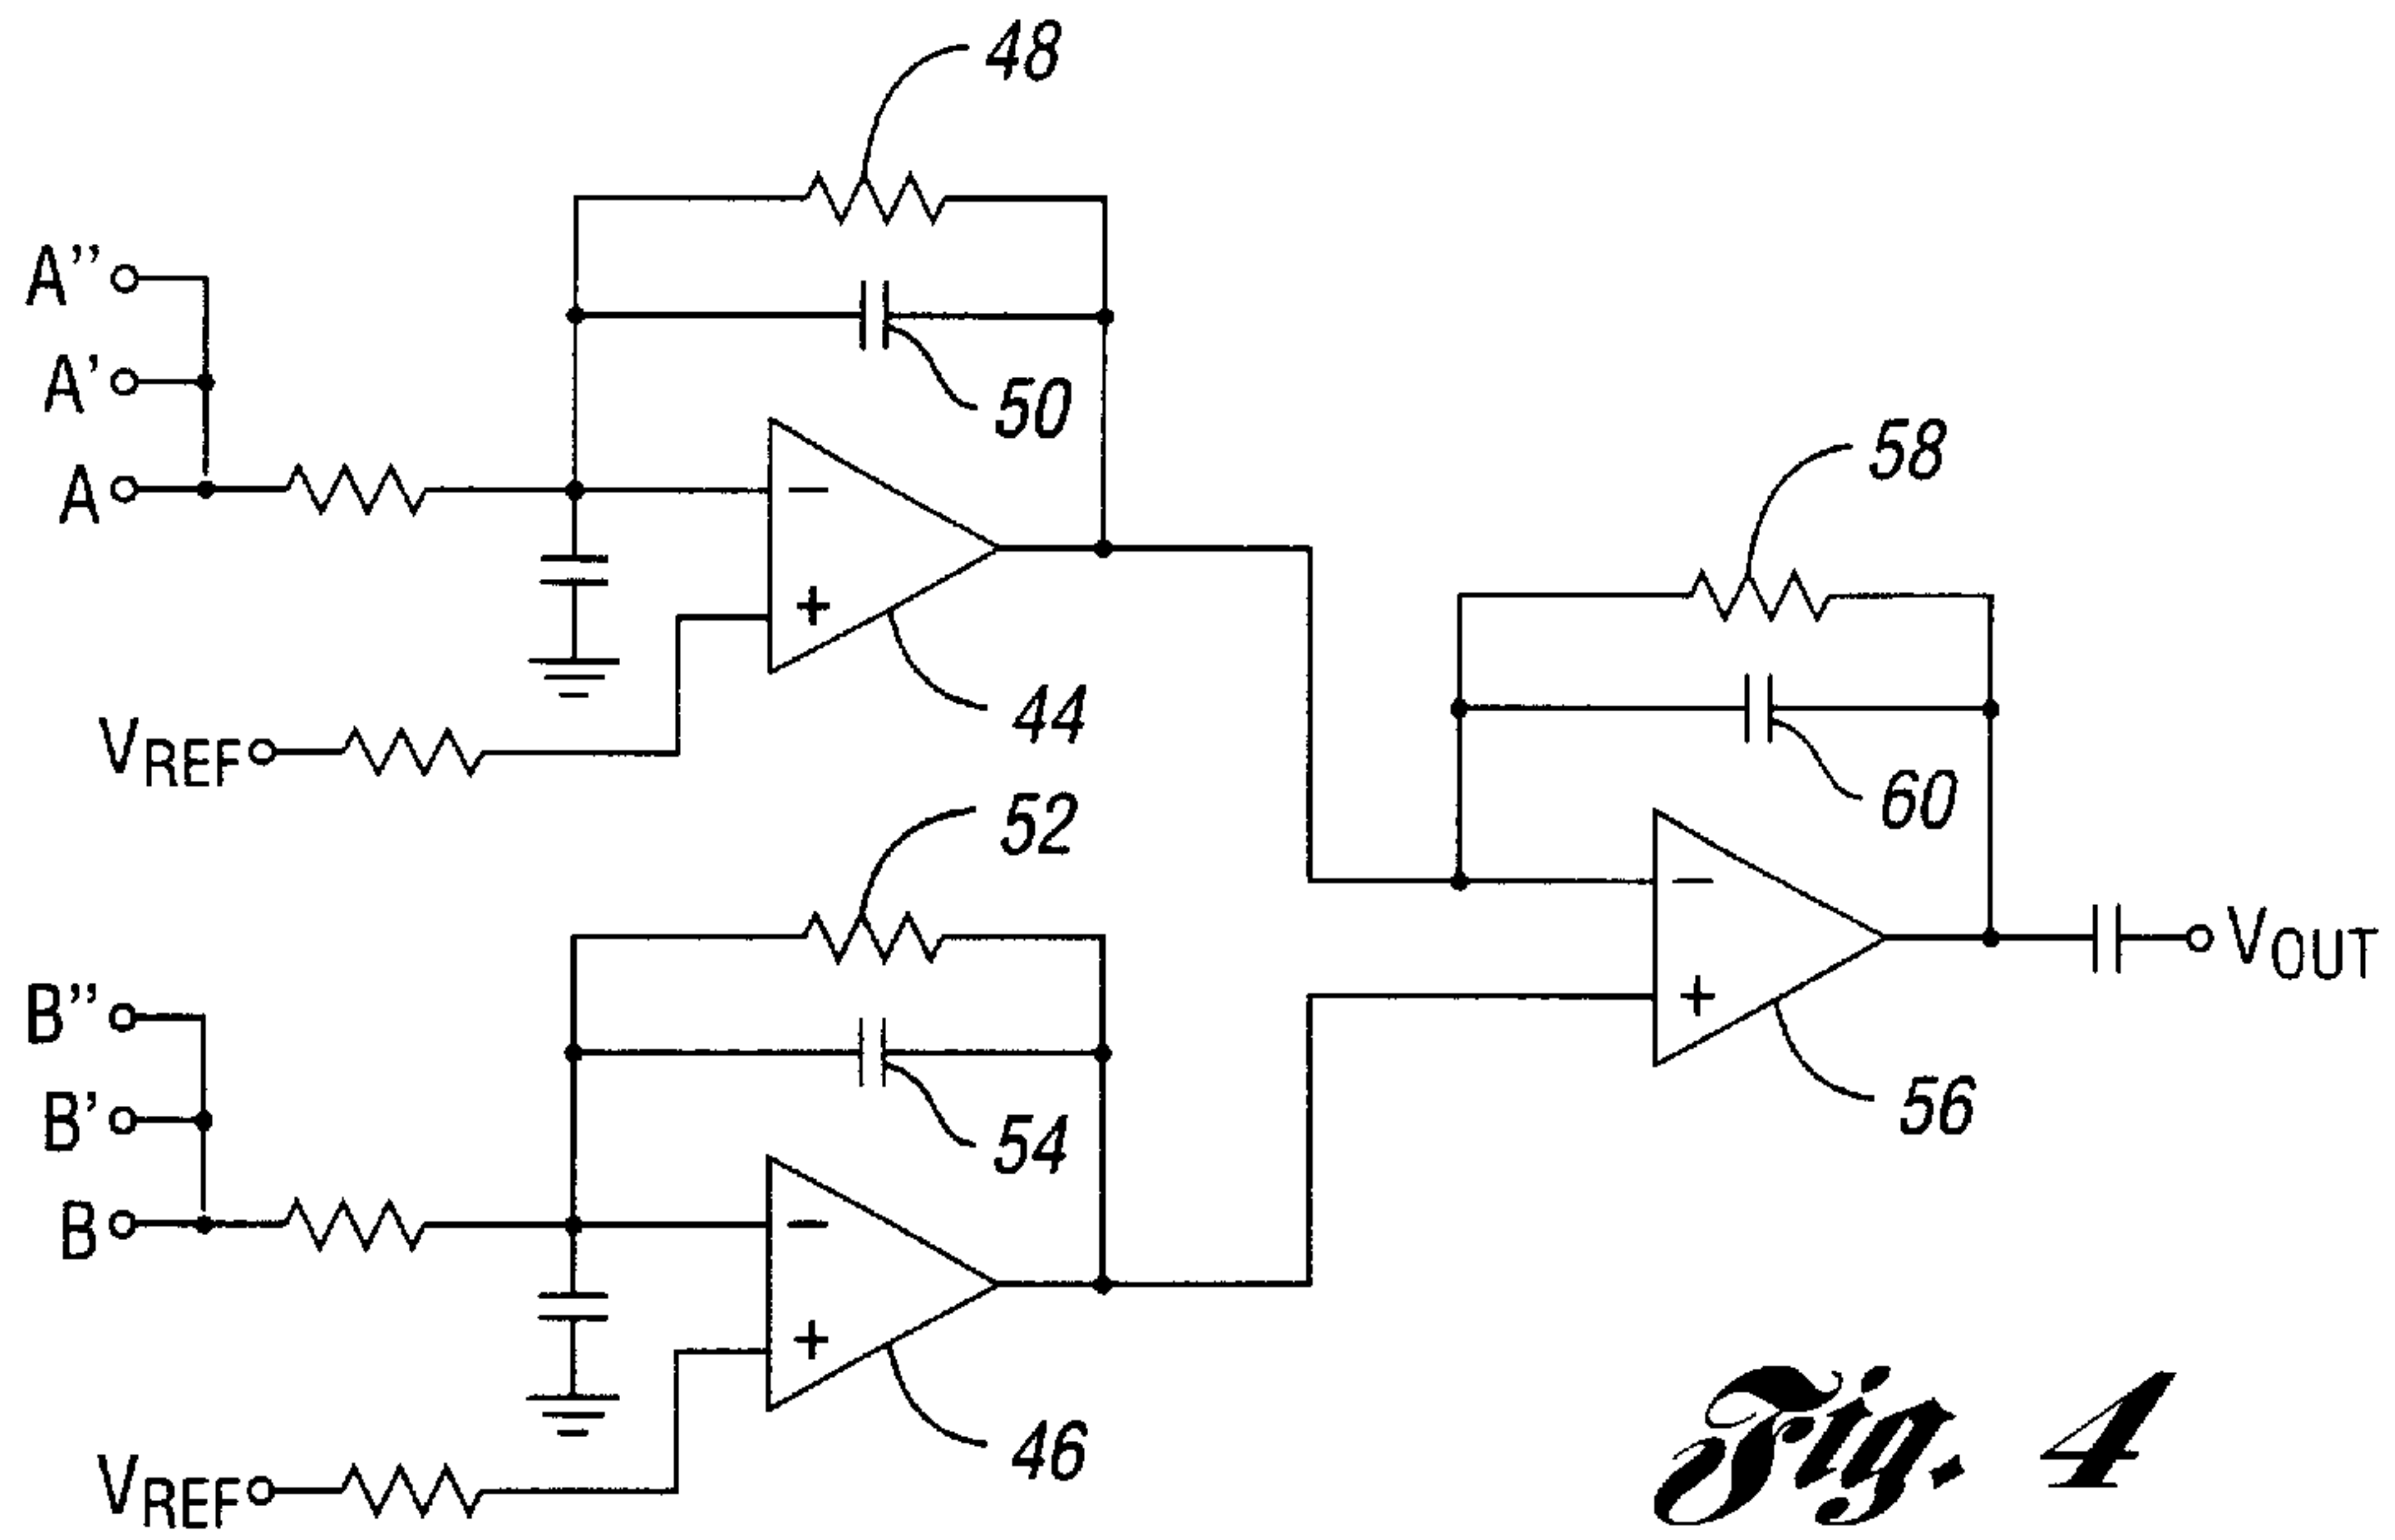 48
A”
A’
A
50
−
+
44
VREF
58
60
−
+
56
VOUT
52
B”
B’
B
54
−
+
46
VREF
Fig. 4